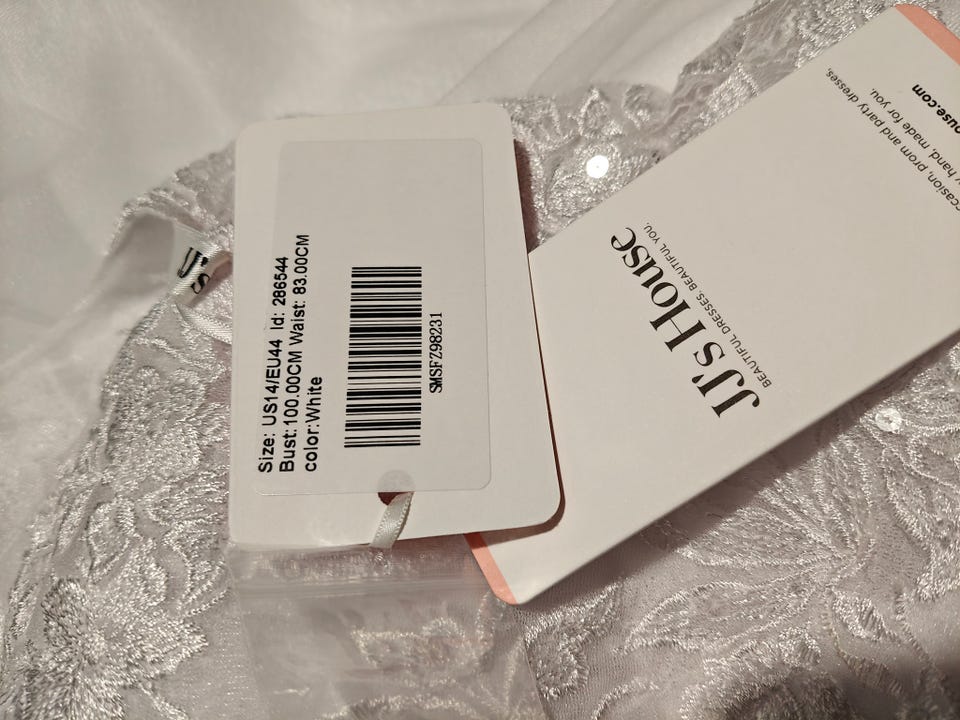 Size: US14/EU44 Id: 286544
Bust:100.00CM Waist: 83.00CM
color:White
SMSFZ98231
JJ's House
BEAUTIFUL DRESSES, BEAUTIFUL YOU.
occasion, prom and party dresses,
hand, made for you.
JJ's